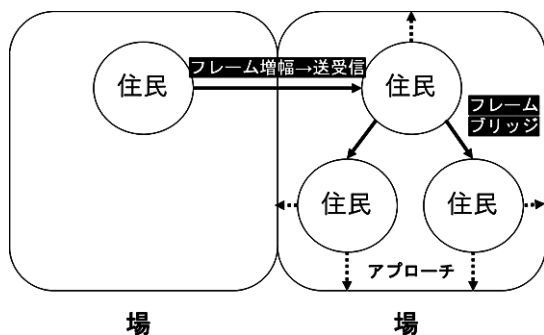 フレーム増幅→送受信
住民
住民
フレーム
ブリッジ
住民
住民
アプローチ
場
場